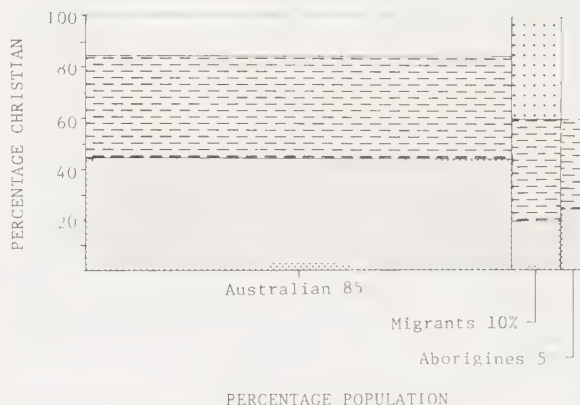 100
80
60
40
20
PERCENTAGE CHRISTIAN
Australian 85
Migrants 10%
Aborigines 5
PERCENTAGE POPULATION